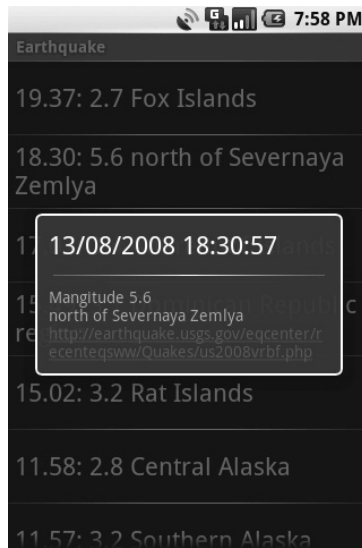 7:58 PM
Earthquake
19.37: 2.7 Fox Islands
18.30: 5.6 north of Severnaya
Zemlya
13/08/2008 18:30:57
Mangitude 5.6
north of Severnaya Zemlya
http://earthquake.usgs.gov/eqcenter/r
ecenteqsww/Quakes/us2008vrbf.php
15.02: 3.2 Rat Islands
11.58: 2.8 Central Alaska
11.57: 3.2 Southern Alaska